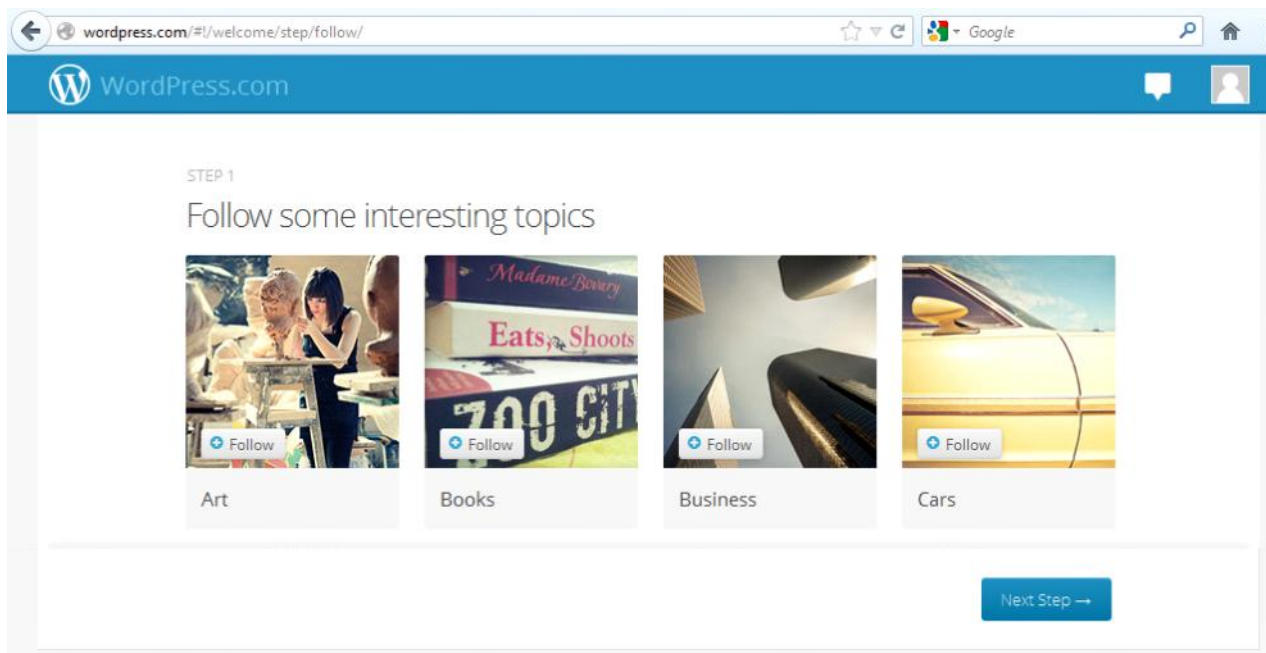 wordpress.com/#!/welcome/step/follow/
Google
WordPress.com
STEP 1
Follow some interesting topics
Madame Bovary
Eats, Shoots
ZOO CITY
Follow
Follow
Follow
Follow
Art
Books
Business
Cars
Next Step →